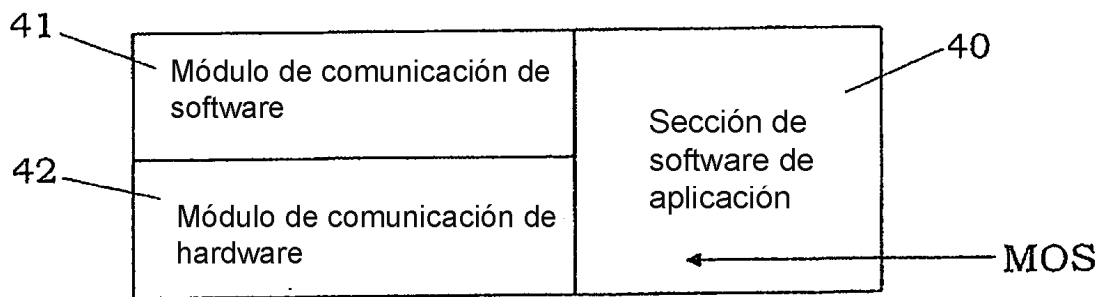 41
Módulo de comunicación de
software
42
Módulo de comunicación de
hardware
40
Sección de
software de
aplicación
MOS